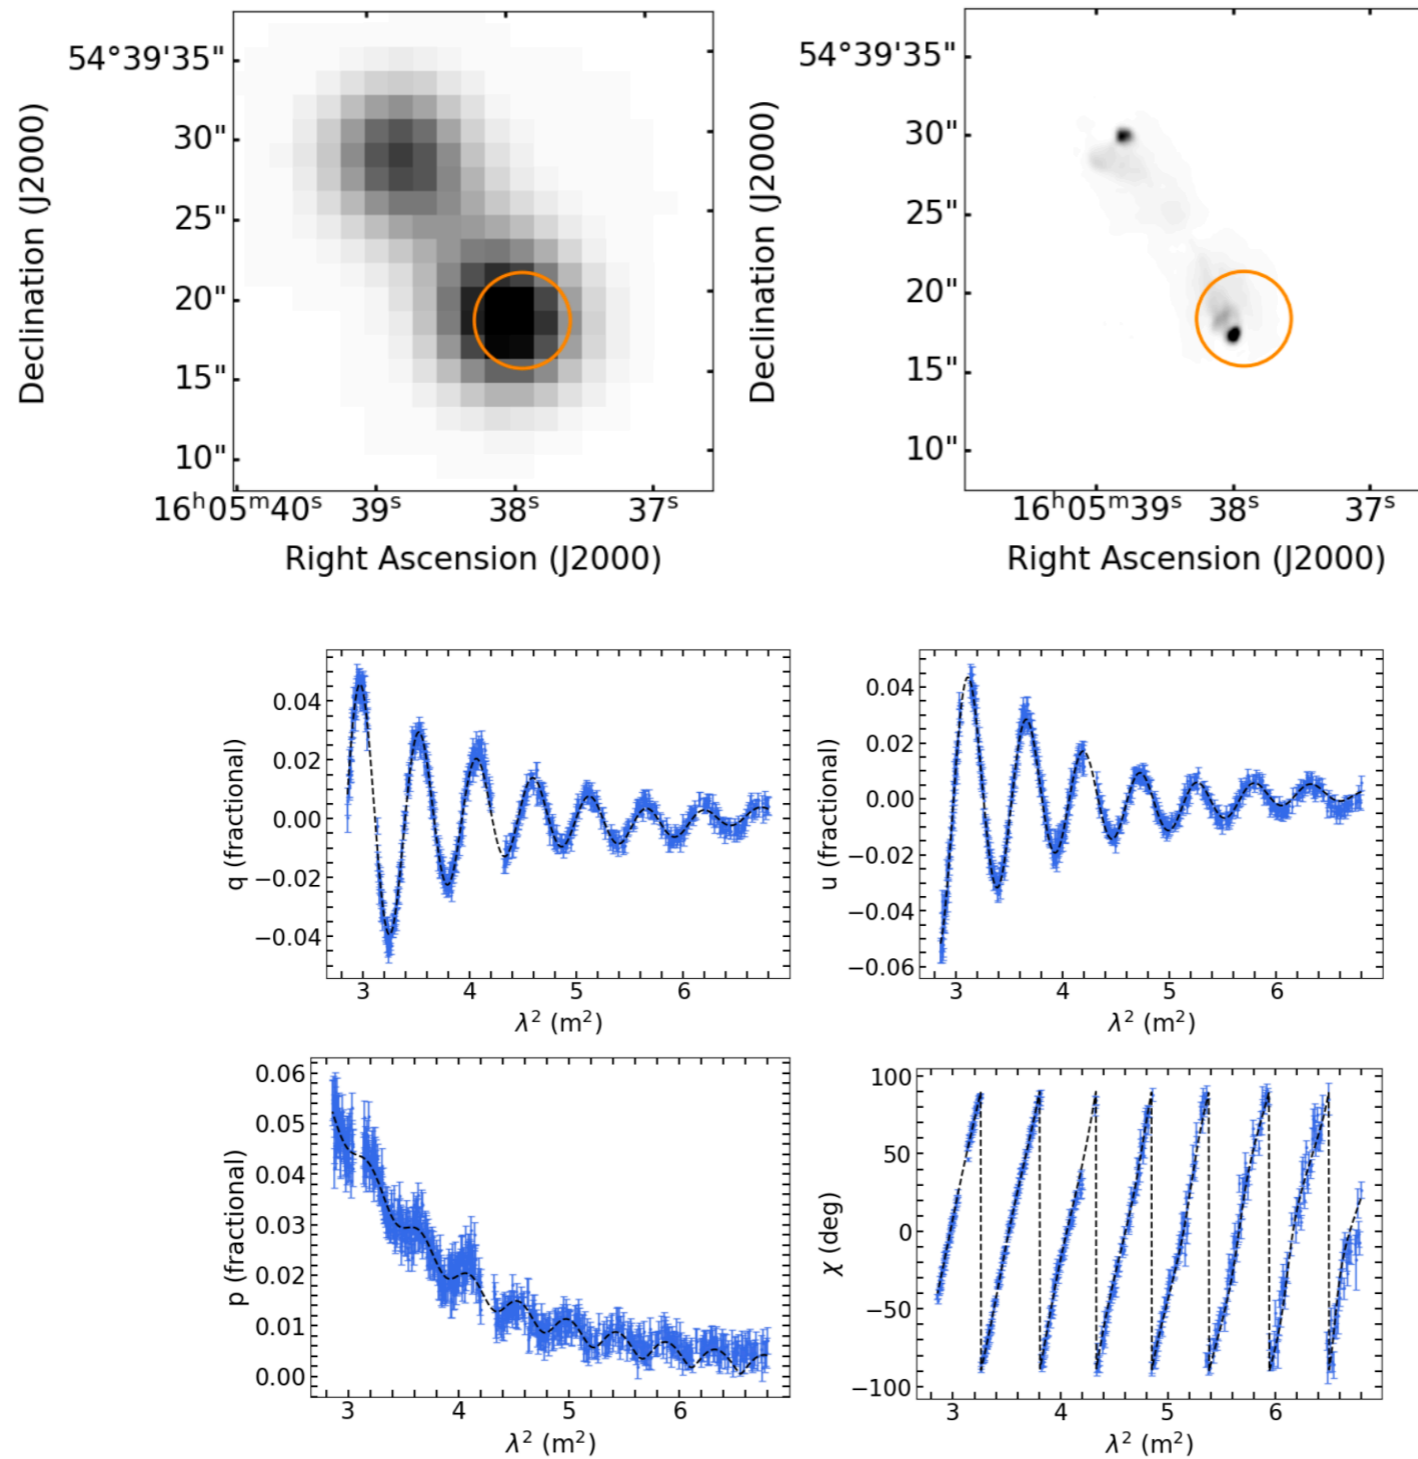 54°39'35"
30"
25"
20"
15"
10"
Declination (J2000)
16ʰ05ᵐ40ˢ 39ˢ 38ˢ 37ˢ
Right Ascension (J2000)
54°39'35"
30"
25"
20"
15"
10"
Declination (J2000)
16ʰ05ᵐ39ˢ 38ˢ 37ˢ
Right Ascension (J2000)
0.04
0.02
0.00
−0.02
−0.04
q (fractional)
3 4 5 6
λ² (m²)
0.04
0.02
0.00
−0.02
−0.04
−0.06
u (fractional)
3 4 5 6
λ² (m²)
0.06
0.05
0.04
0.03
0.02
0.01
0.00
p (fractional)
3 4 5 6
λ² (m²)
100
50
0
−50
−100
χ (deg)
3 4 5 6
λ² (m²)